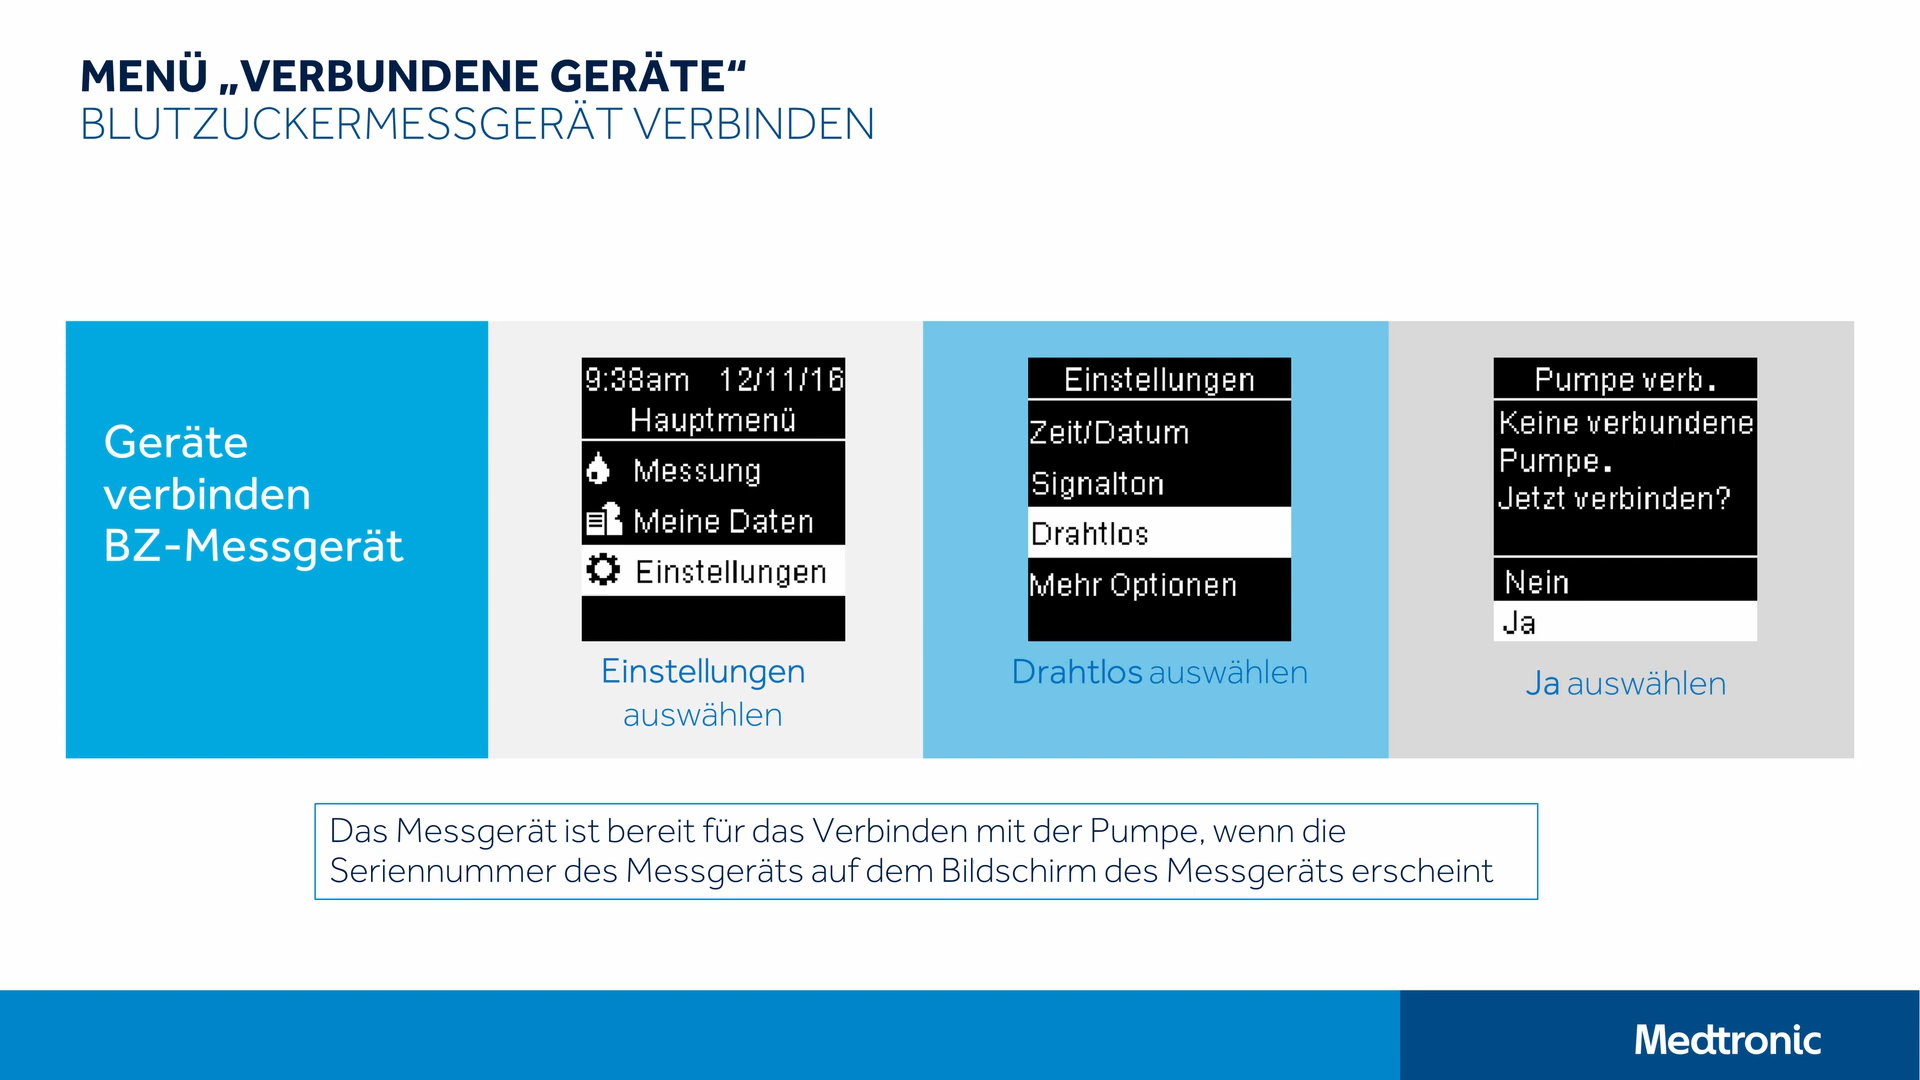 MENÜ „VERBUNDENE GERÄTE“
BLUTZUCKERMESSGERÄT VERBINDEN
Geräte
verbinden
BZ-Messgerät
9:38am 12/11/16
Hauptmenü
Messung
Meine Daten
Einstellungen
Einstellungen
auswählen
Einstellungen
Zeit/Datum
Signalton
Drahtlos
Mehr Optionen
Drahtlos auswählen
Pumpe verb.
Keine verbundene
Pumpe.
Jetzt verbinden?
Nein
Ja
Ja auswählen
Das Messgerät ist bereit für das Verbinden mit der Pumpe, wenn die
Seriennummer des Messgeräts auf dem Bildschirm des Messgeräts erscheint
Medtronic